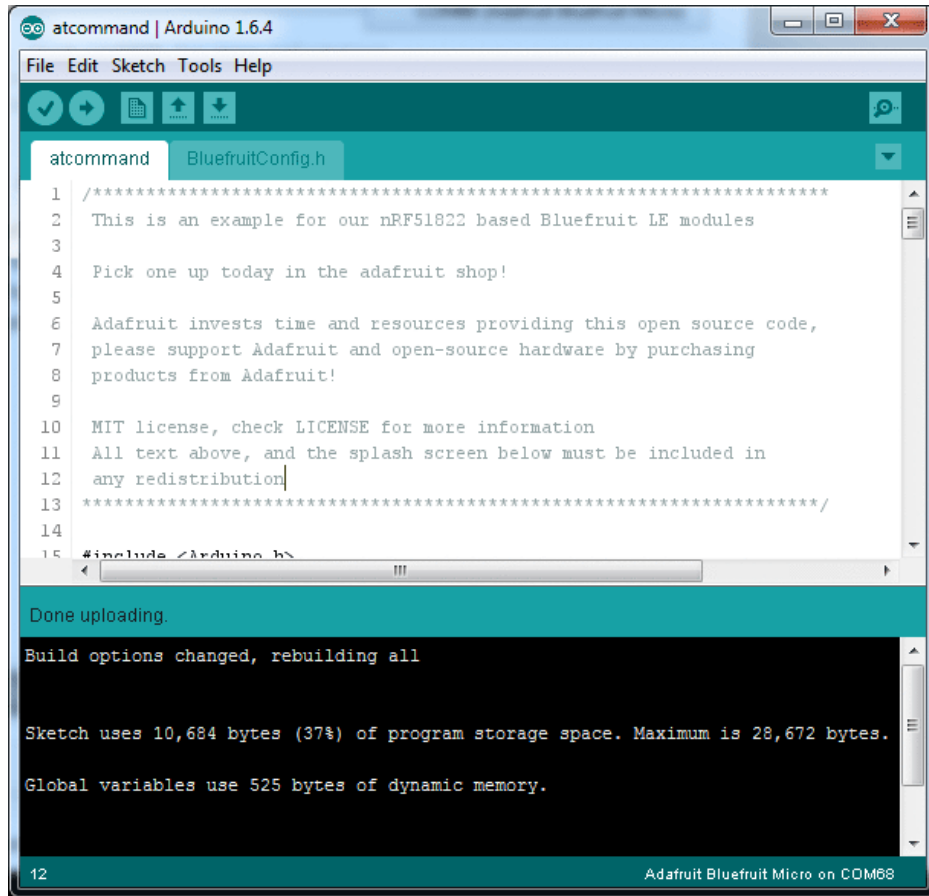 atcommand | Arduino 1.6.4
File Edit Sketch Tools Help
atcommand BluefruitConfig.h
1 /**********************************************************************
2 This is an example for our nRF51822 based Bluefruit LE modules
3
4 Pick one up today in the adafruit shop!
5
6 Adafruit invests time and resources providing this open source code,
7 please support Adafruit and open-source hardware by purchasing
8 products from Adafruit!
9
10 MIT license, check LICENSE for more information
11 All text above, and the splash screen below must be included in
12 any redistribution
13 **********************************************************************/
14
15 #include <Arduino.h>
Done uploading.
Build options changed, rebuilding all
Sketch uses 10,684 bytes (37%) of program storage space. Maximum is 28,672 bytes.
Global variables use 525 bytes of dynamic memory.
12 Adafruit Bluefruit Micro on COM68